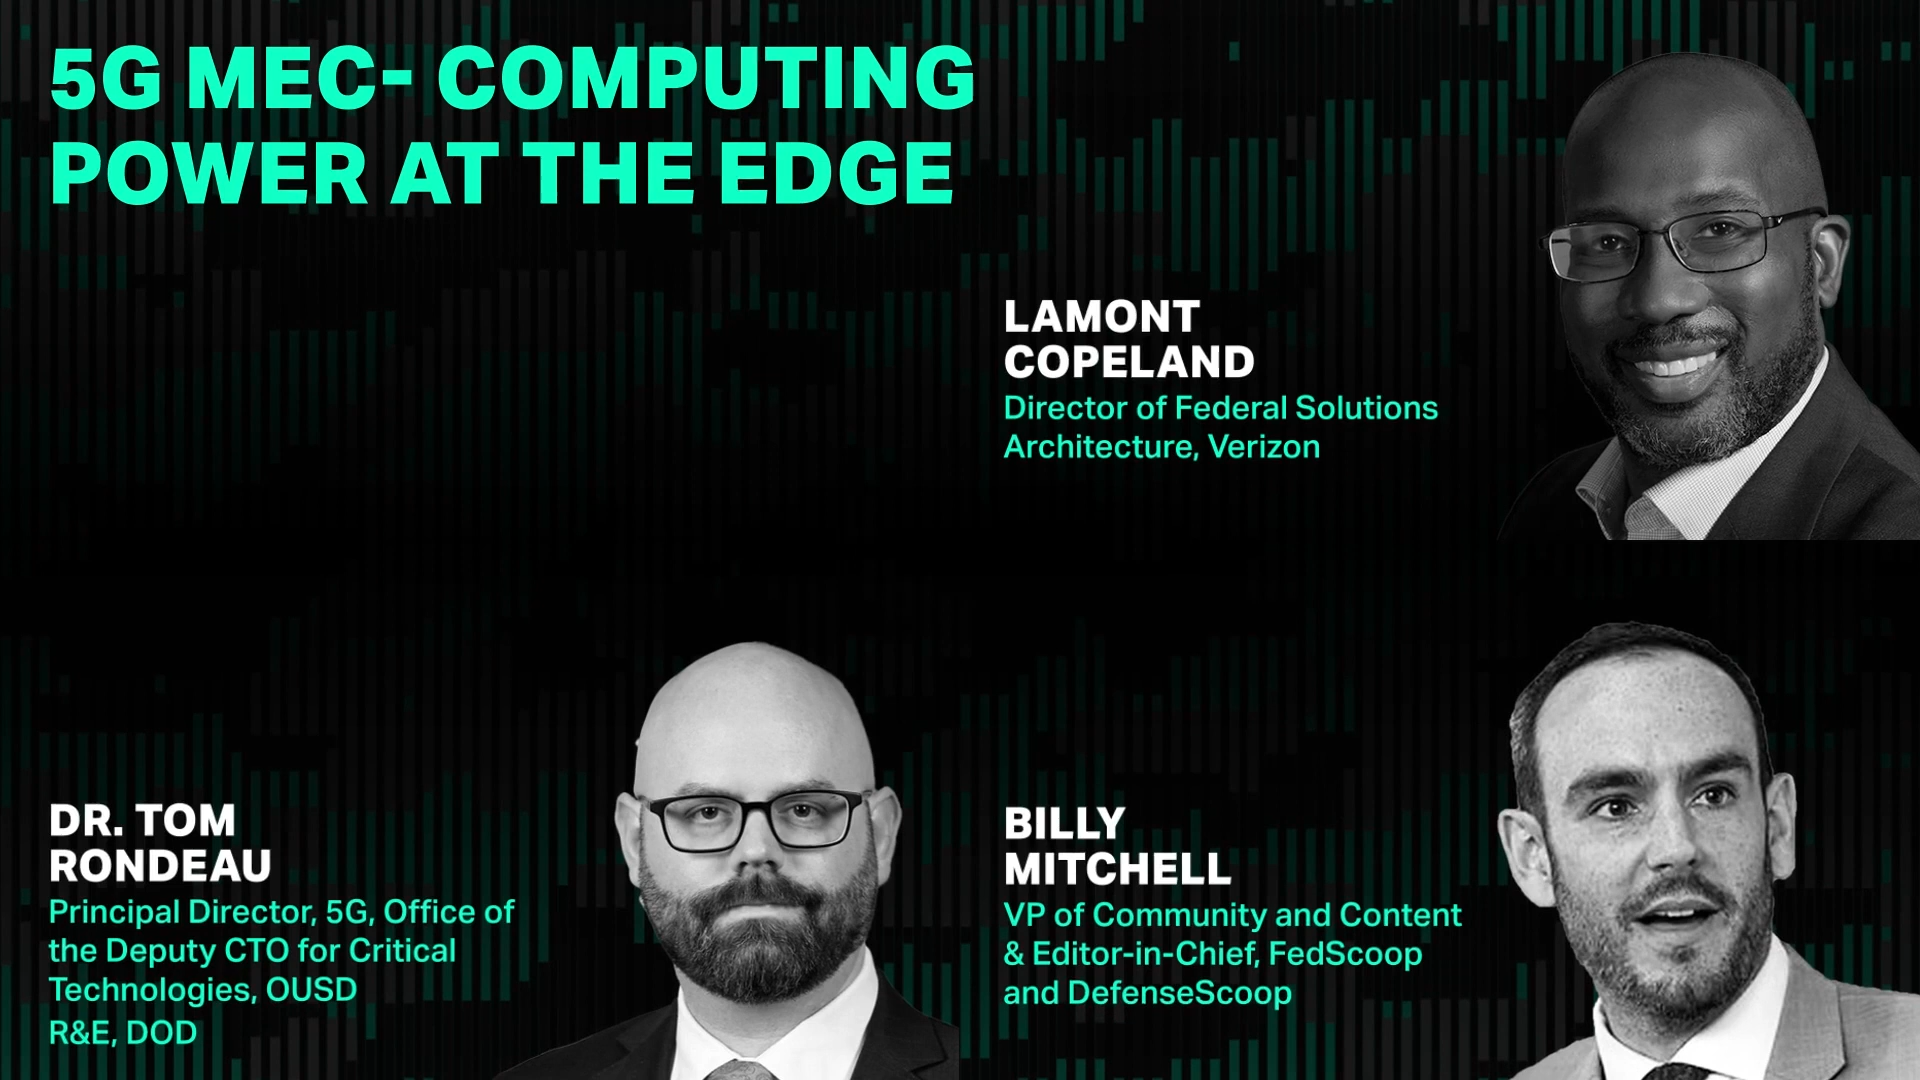 5G MEC- COMPUTING
POWER AT THE EDGE
LAMONT
COPELAND
Director of Federal Solutions
Architecture, Verizon
DR. TOM
RONDEAU
Principal Director, 5G, Office of
the Deputy CTO for Critical
Technologies, OUSD
R&E, DOD
BILLY
MITCHELL
VP of Community and Content
& Editor-in-Chief, FedScoop
and DefenseScoop